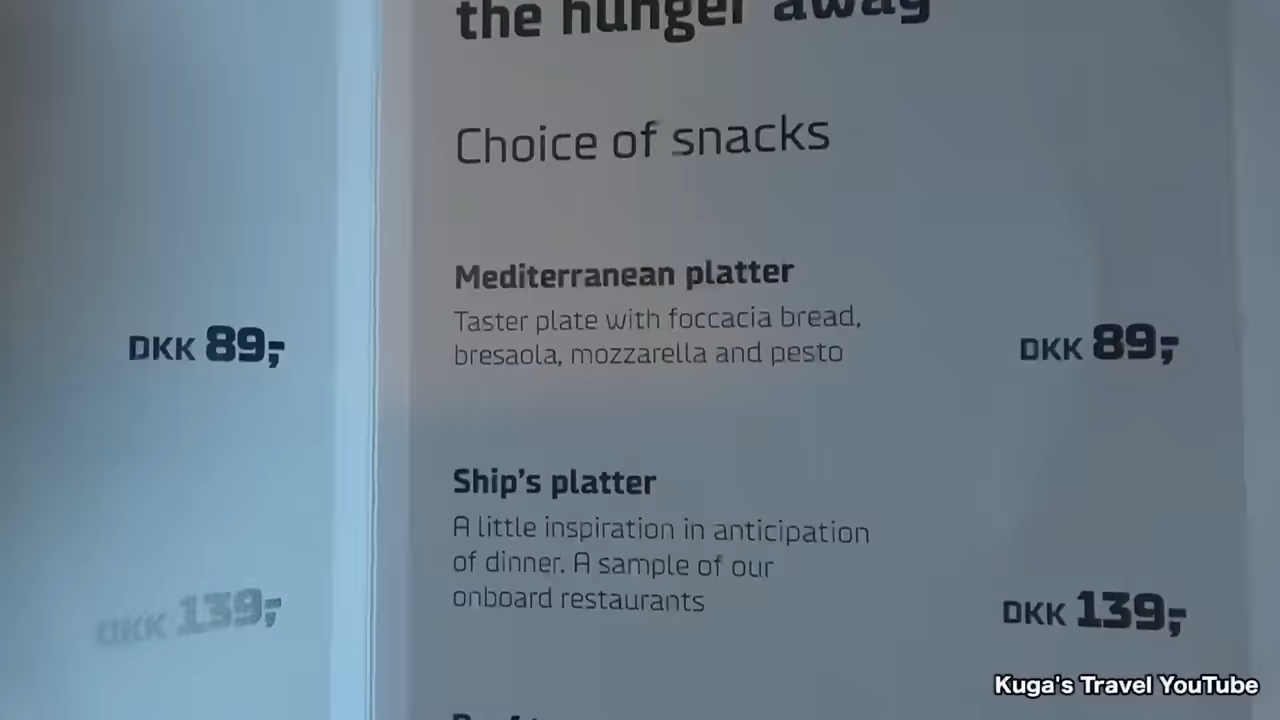 the hunger away
Choice of snacks
Mediterranean platter
Taster plate with foccacia bread,
bresaola, mozzarella and pesto
DKK 89,-
DKK 89,-
Ship's platter
A little inspiration in anticipation
of dinner. A sample of our
onboard restaurants
DKK 139,-
DKK 139,-
Kuga's Travel YouTube